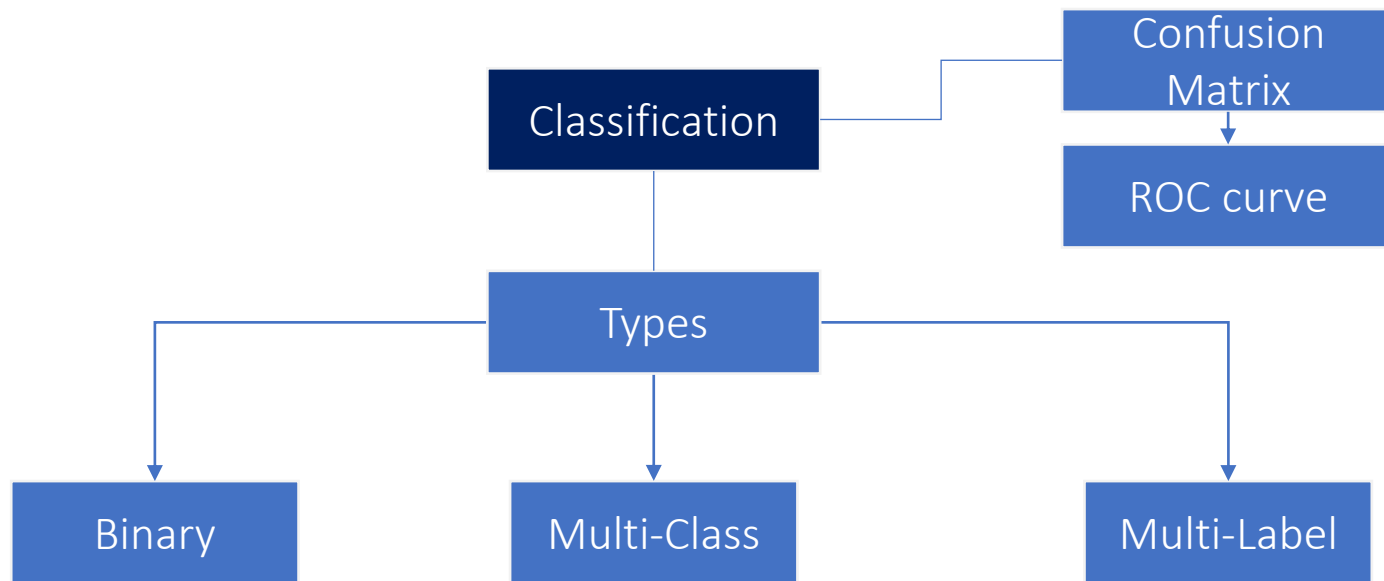 Confusion
Matrix
Classification
ROC curve
Types
Binary
Multi-Class
Multi-Label